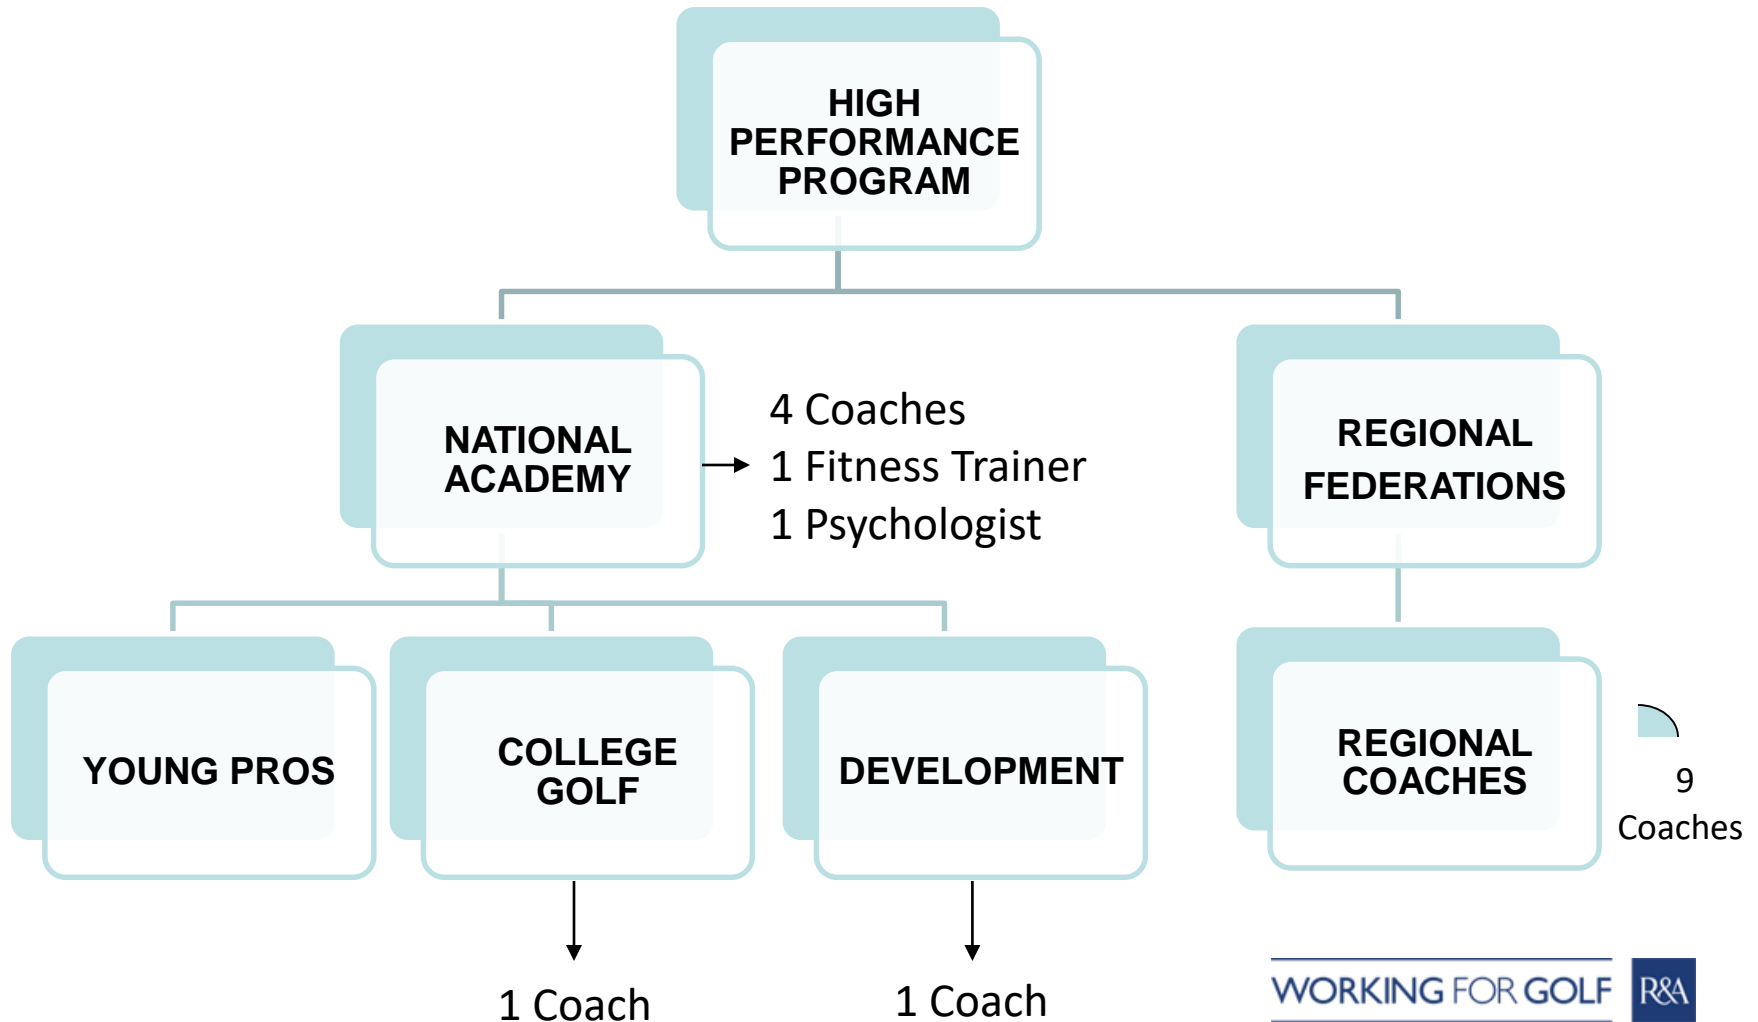 HIGH
PERFORMANCE
PROGRAM
NATIONAL
ACADEMY
4 Coaches
1 Fitness Trainer
1 Psychologist
REGIONAL
FEDERATIONS
YOUNG PROS
COLLEGE
GOLF
DEVELOPMENT
REGIONAL
COACHES
9
Coaches
1 Coach
1 Coach
WORKING FOR GOLF
R&A